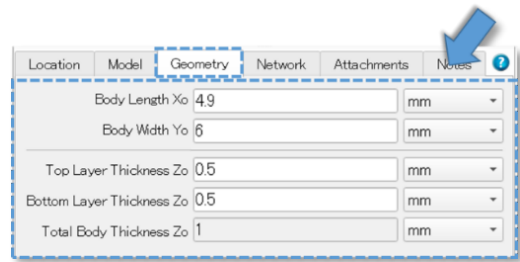 Location Model Geometry Network Attachments Notes ?
Body Length Xo 4.9 mm
Body Width Yo 6 mm
Top Layer Thickness Zo 0.5 mm
Bottom Layer Thickness Zo 0.5 mm
Total Body Thickness Zo 1 mm